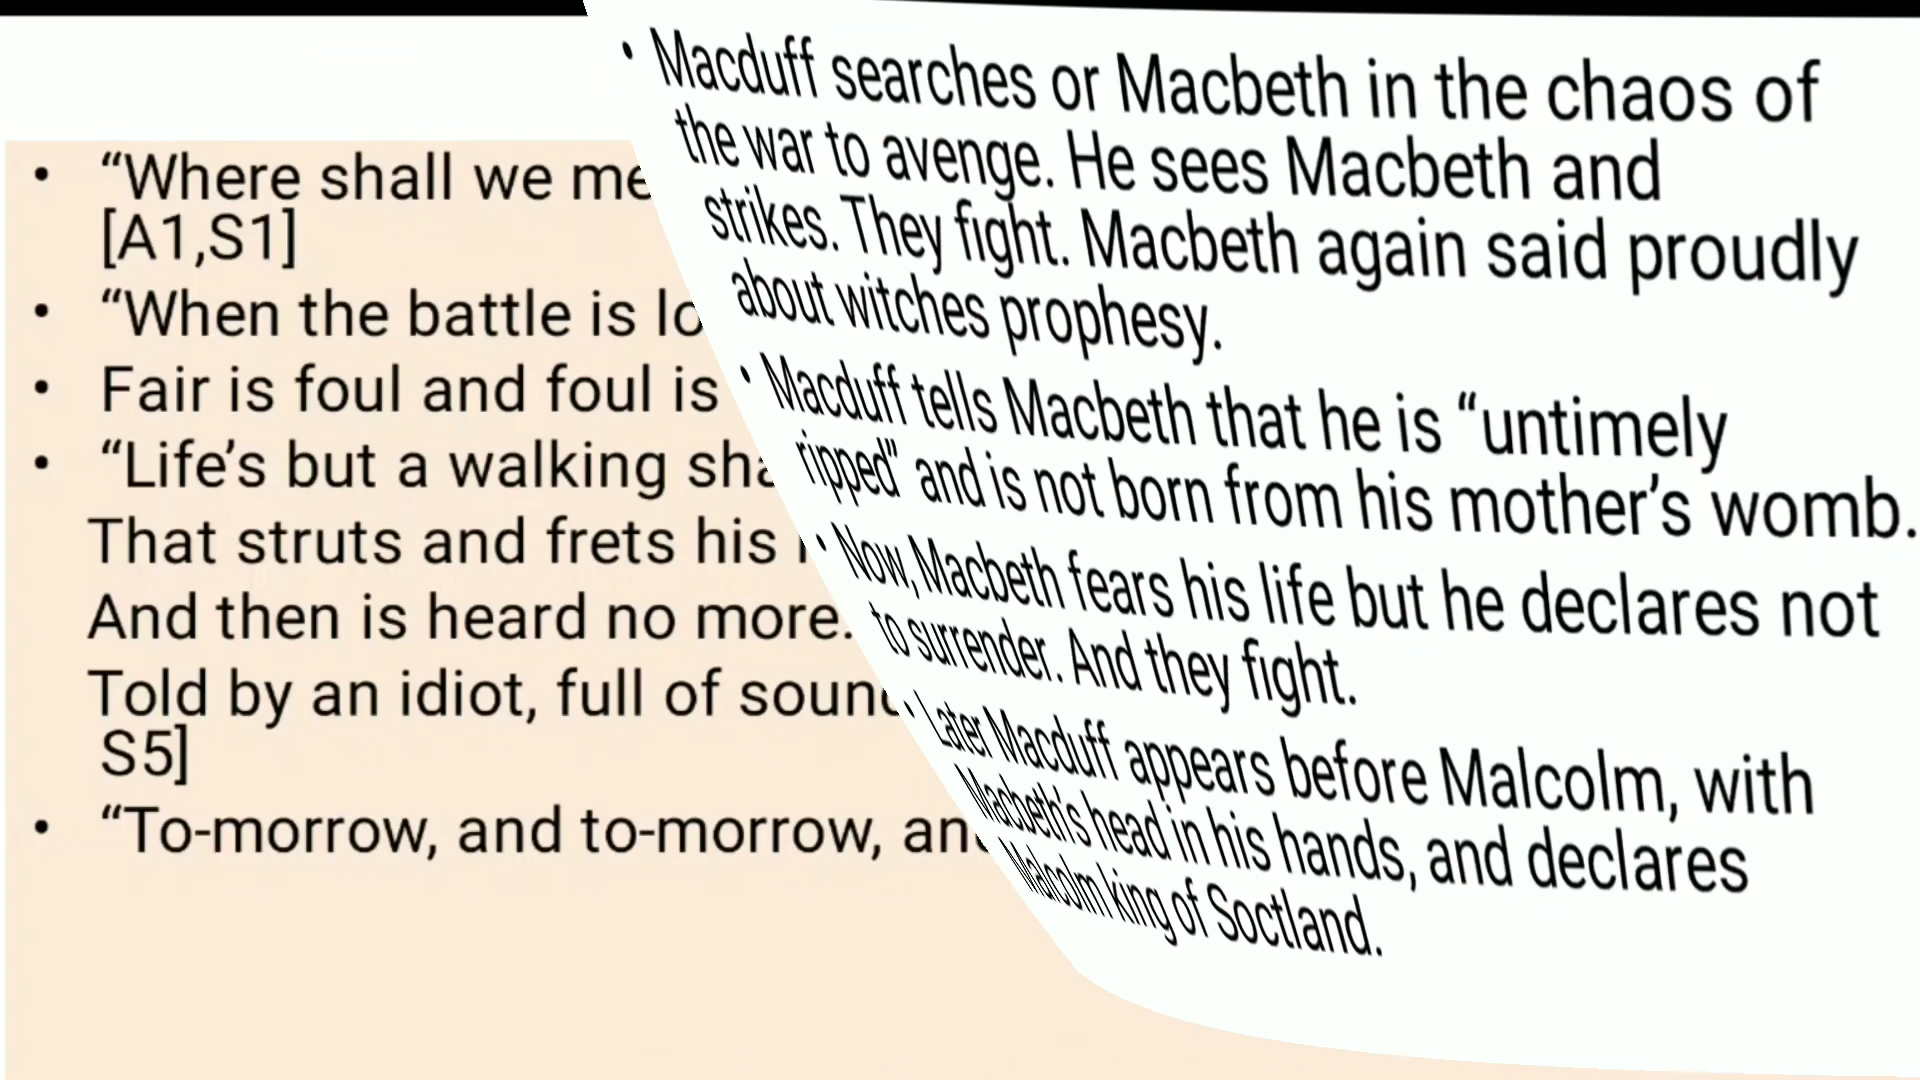 • Macduff searches or Macbeth in the chaos of
the war to avenge. He sees Macbeth and
strikes. They fight. Macbeth again said proudly
about witches prophesy.
• Macduff tells Macbeth that he is “untimely
ripped” and is not born from his mother’s womb.
• Now, Macbeth fears his life but he declares not
to surrender. And they fight.
• Later Macduff appears before Malcolm, with
Macbeth’s head in his hands, and declares
Malcolm king of Soctland.
• “Where shall we
[A1,S1]
• “When the battle is
• Fair is foul and foul is
• “Life’s but a walking
That struts and frets his
And then is heard no more.
Told by an idiot, full of
S5]
• “To-morrow, and to-morrow,